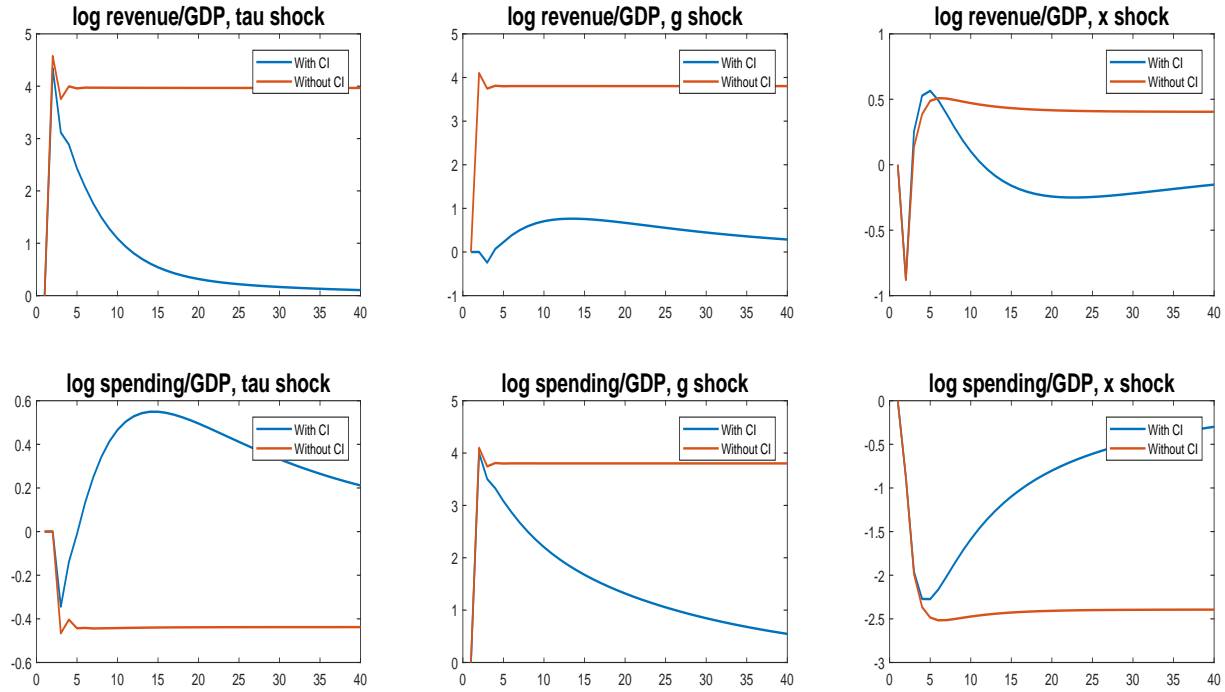 log revenue/GDP, tau shock
5
4
3
2
1
0
0 5 10 15 20 25 30 35 40
With CI
Without CI
log revenue/GDP, g shock
5
4
3
2
1
0
-1
0 5 10 15 20 25 30 35 40
With CI
Without CI
log revenue/GDP, x shock
1
0.5
0
-0.5
-1
0 5 10 15 20 25 30 35 40
With CI
Without CI
log spending/GDP, tau shock
0.6
0.4
0.2
0
-0.2
-0.4
-0.6
0 5 10 15 20 25 30 35 40
With CI
Without CI
log spending/GDP, g shock
5
4
3
2
1
0
0 5 10 15 20 25 30 35 40
With CI
Without CI
log spending/GDP, x shock
0
-0.5
-1
-1.5
-2
-2.5
-3
0 5 10 15 20 25 30 35 40
With CI
Without CI